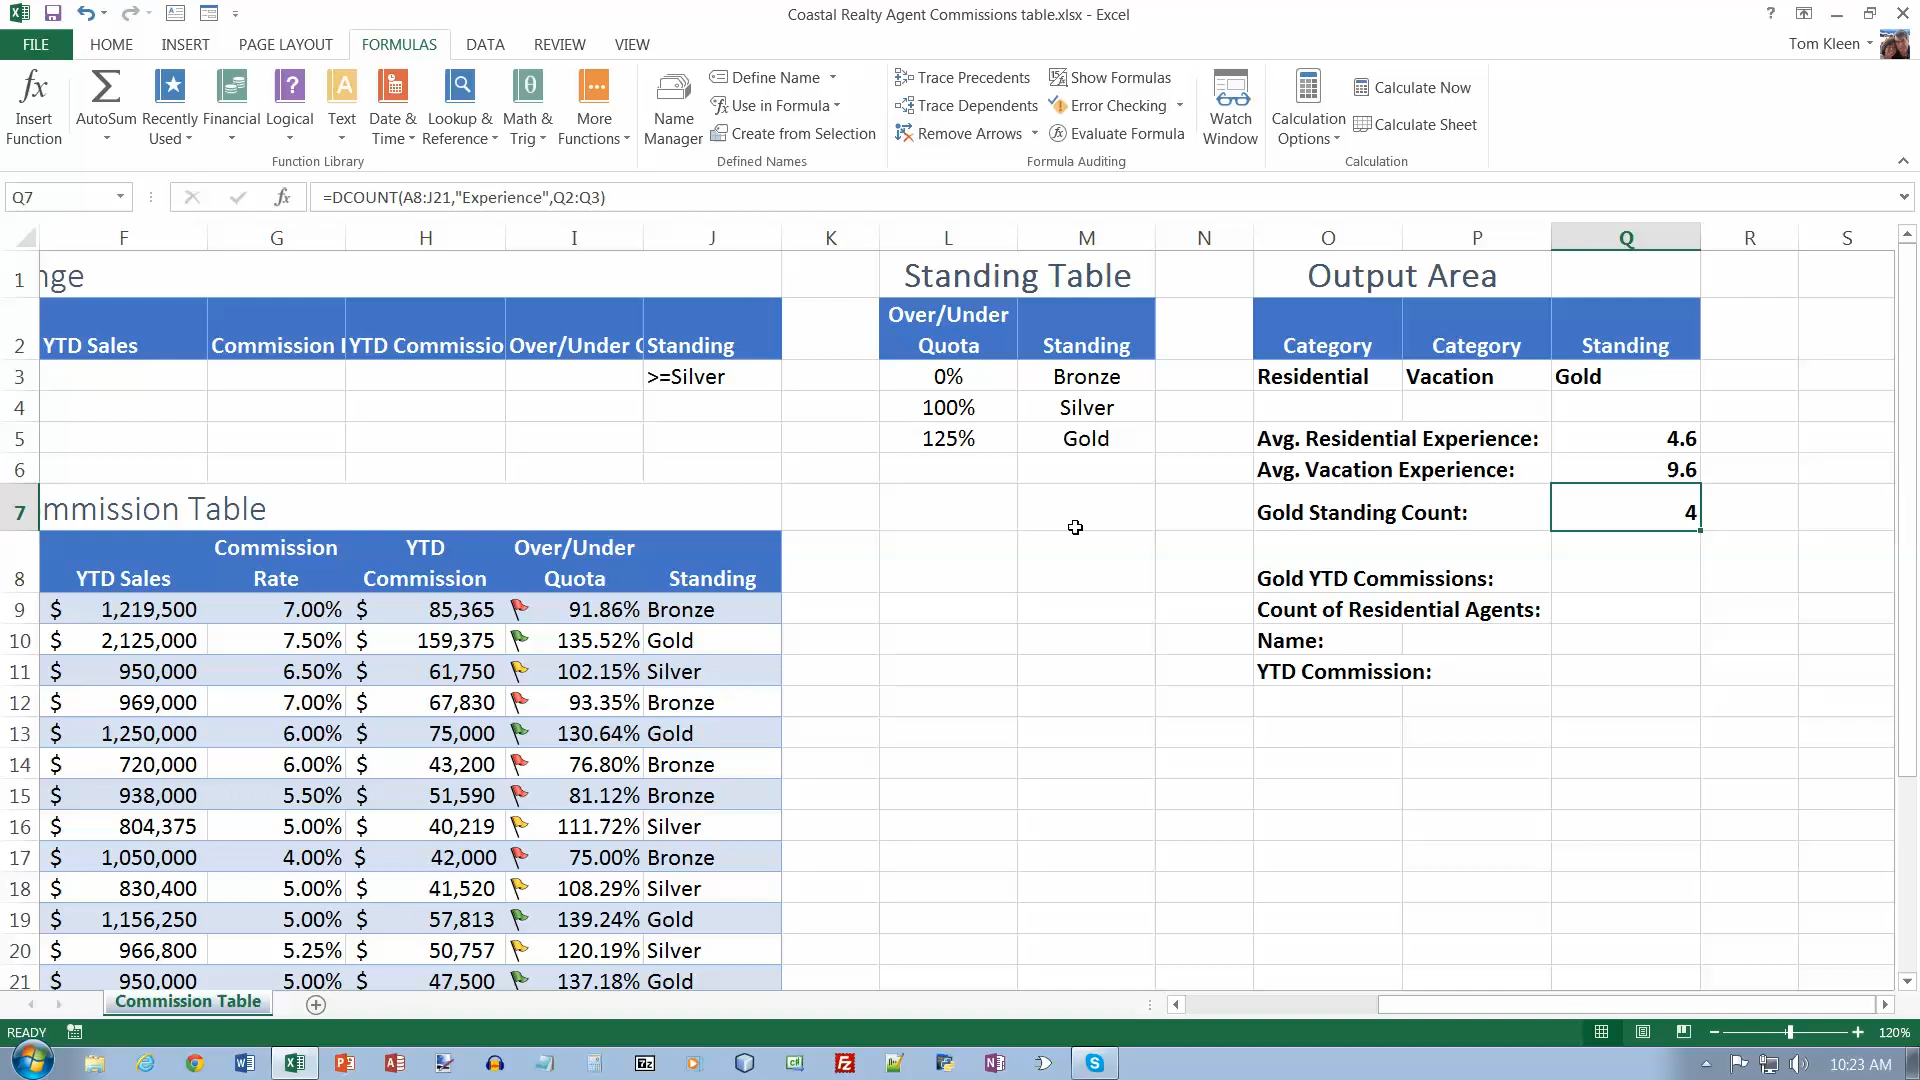 Coastal Realty Agent Commissions table.xlsx - Excel
?
FILE HOME INSERT PAGE LAYOUT FORMULAS DATA REVIEW VIEW Tom Kleen
fx Insert Function
Σ AutoSum
Recently Used
Financial
? Logical
A Text
Date & Time
Lookup & Reference
θ Math & Trig
More Functions
Function Library
Name Manager
Define Name
Use in Formula
Create from Selection
Defined Names
Trace Precedents
Trace Dependents
Remove Arrows
Show Formulas
Error Checking
Evaluate Formula
Formula Auditing
Watch Window
Calculation Options
Calculate Now
Calculate Sheet
Calculation
Q7 fx =DCOUNT(A8:J21,"Experience",Q2:Q3)
F G H I J K L M N O P Q R S
1 nge Standing Table Output Area
2 YTD Sales Commission YTD Commissio Over/Under Standing Over/Under Quota Standing Category Category Standing
3 >=Silver 0% Bronze Residential Vacation Gold
4 100% Silver
5 125% Gold Avg. Residential Experience: 4.6
6 Avg. Vacation Experience: 9.6
7 mmission Table Gold Standing Count: 4
8 YTD Sales Commission Rate YTD Commission Over/Under Quota Standing Gold YTD Commissions:
9 $ 1,219,500 7.00% $ 85,365 91.86% Bronze Count of Residential Agents:
10 $ 2,125,000 7.50% $ 159,375 135.52% Gold Name:
11 $ 950,000 6.50% $ 61,750 102.15% Silver YTD Commission:
12 $ 969,000 7.00% $ 67,830 93.35% Bronze
13 $ 1,250,000 6.00% $ 75,000 130.64% Gold
14 $ 720,000 6.00% $ 43,200 76.80% Bronze
15 $ 938,000 5.50% $ 51,590 81.12% Bronze
16 $ 804,375 5.00% $ 40,219 111.72% Silver
17 $ 1,050,000 4.00% $ 42,000 75.00% Bronze
18 $ 830,400 5.00% $ 41,520 108.29% Silver
19 $ 1,156,250 5.00% $ 57,813 139.24% Gold
20 $ 966,800 5.25% $ 50,757 120.19% Silver
21 $ 950,000 5.00% $ 47,500 137.18% Gold
Commission Table
READY 120%
10:23 AM